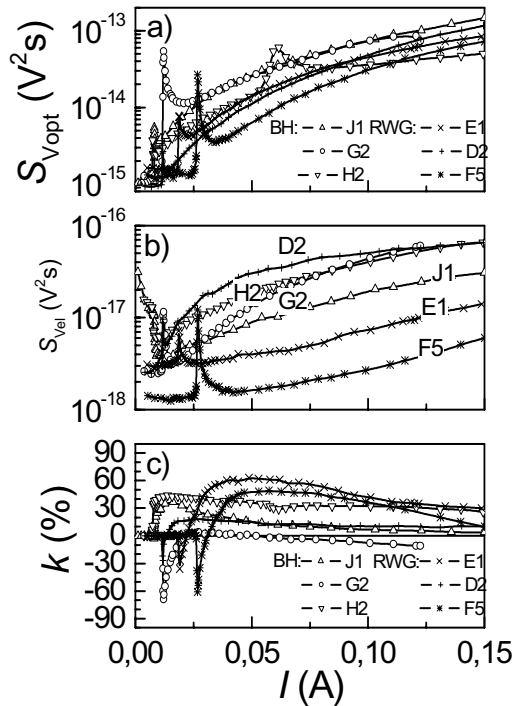 a)
10⁻¹³
10⁻¹⁴
10⁻¹⁵
S_Vopt (V²s)
BH: J1 RWG: E1
G2 D2
H2 F5
b)
10⁻¹⁶
10⁻¹⁷
10⁻¹⁸
S_Vel (V²s)
D2
H2
G2
J1
E1
F5
c)
90
60
30
0
-30
-60
-90
k (%)
BH: J1 RWG: E1
G2 D2
H2 F5
0,00 0,05 0,10 0,15
I (A)